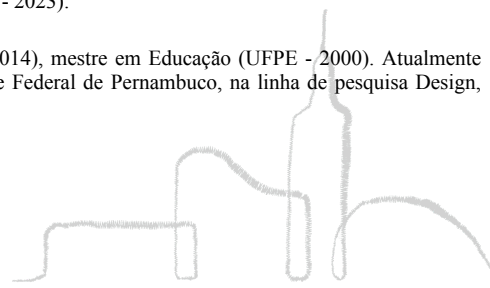 - 2023).
014), mestre em Educação (UFPE - 2000). Atualmente
e Federal de Pernambuco, na linha de pesquisa Design,